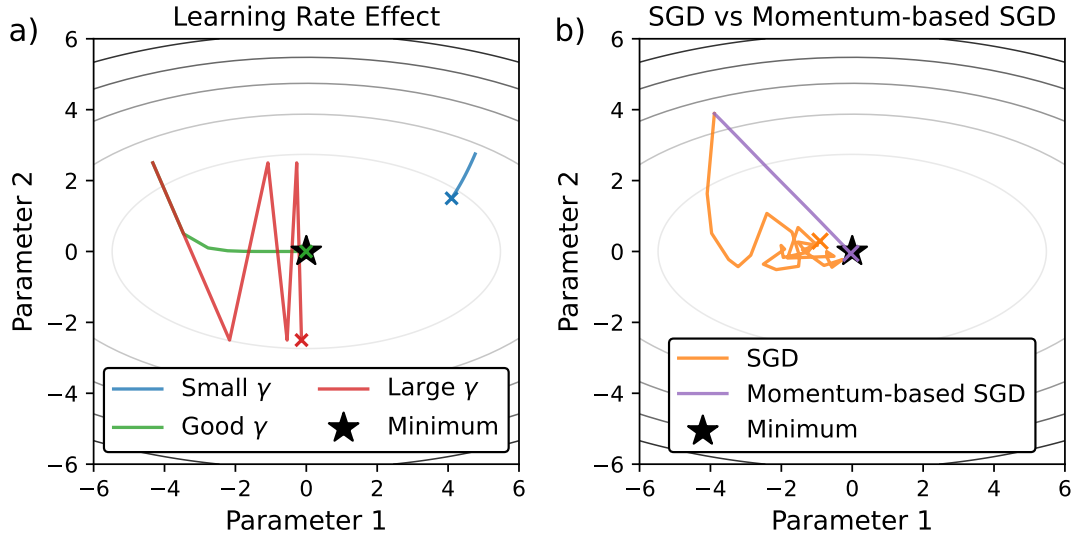 a)
Learning Rate Effect
6
4
2
0
−2
−4
−6
Parameter 2
Small γ
Large γ
Good γ
Minimum
−6 −4 −2 0 2 4 6
Parameter 1
b)
SGD vs Momentum-based SGD
6
4
2
0
−2
−4
−6
Parameter 2
SGD
Momentum-based SGD
Minimum
−6 −4 −2 0 2 4 6
Parameter 1